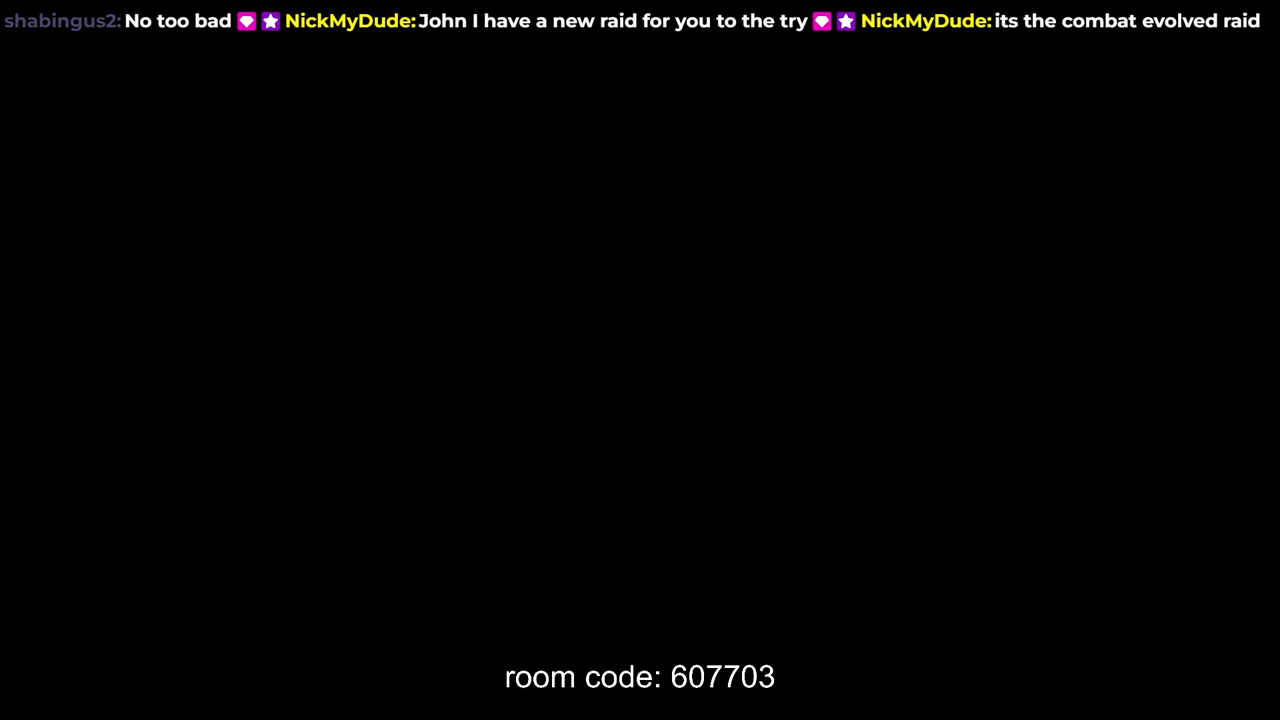 shabingus2: No too bad NickMyDude: John I have a new raid for you to the try NickMyDude: its the combat evolved raid
room code: 607703